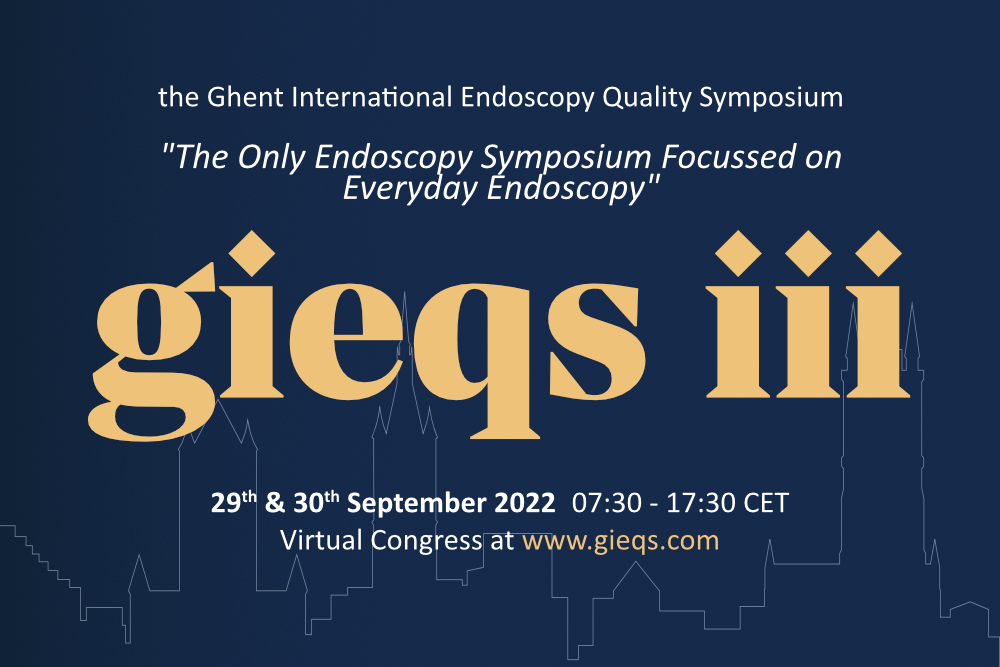 the Ghent International Endoscopy Quality Symposium
"The Only Endoscopy Symposium Focussed on
Everyday Endoscopy"
gieqs iii
29th & 30th September 2022 07:30 - 17:30 CET
Virtual Congress at www.gieqs.com